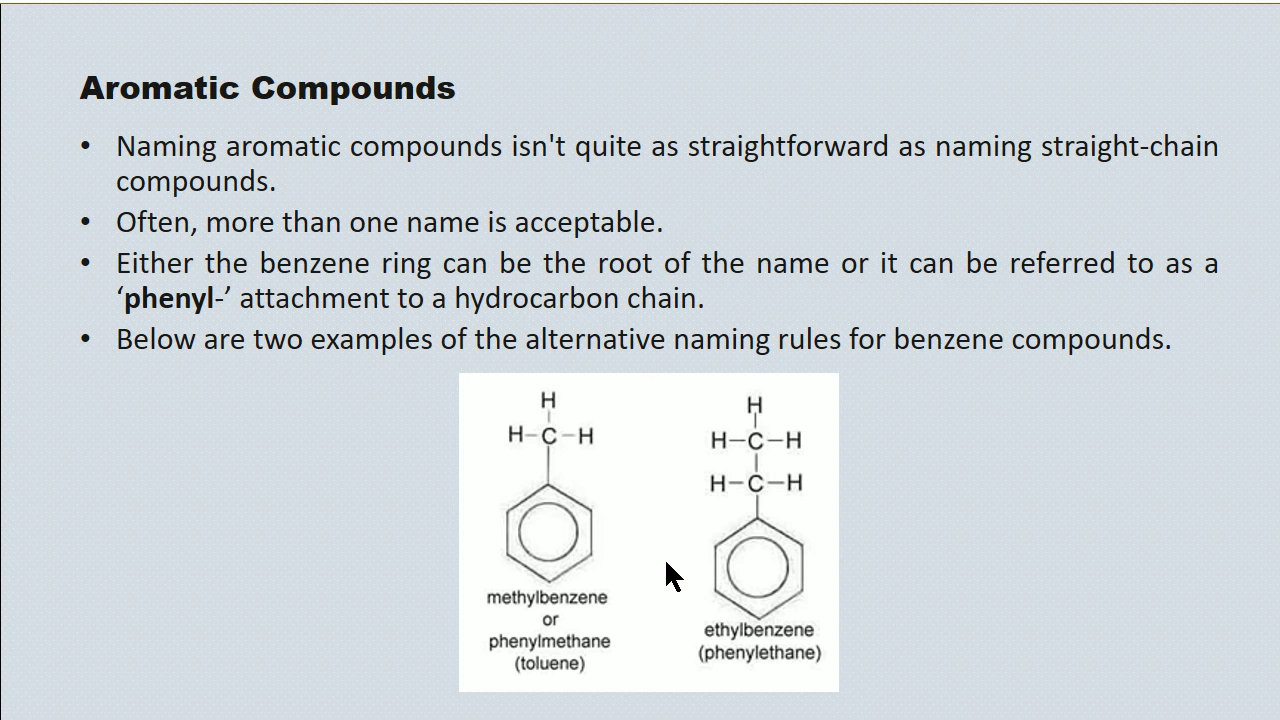 Aromatic Compounds
• Naming aromatic compounds isn't quite as straightforward as naming straight-chain
compounds.
• Often, more than one name is acceptable.
• Either the benzene ring can be the root of the name or it can be referred to as a
‘phenyl-’ attachment to a hydrocarbon chain.
• Below are two examples of the alternative naming rules for benzene compounds.
H
H-C-H
methylbenzene
or
phenylmethane
(toluene)
H
H-C-H
H-C-H
ethylbenzene
(phenylethane)